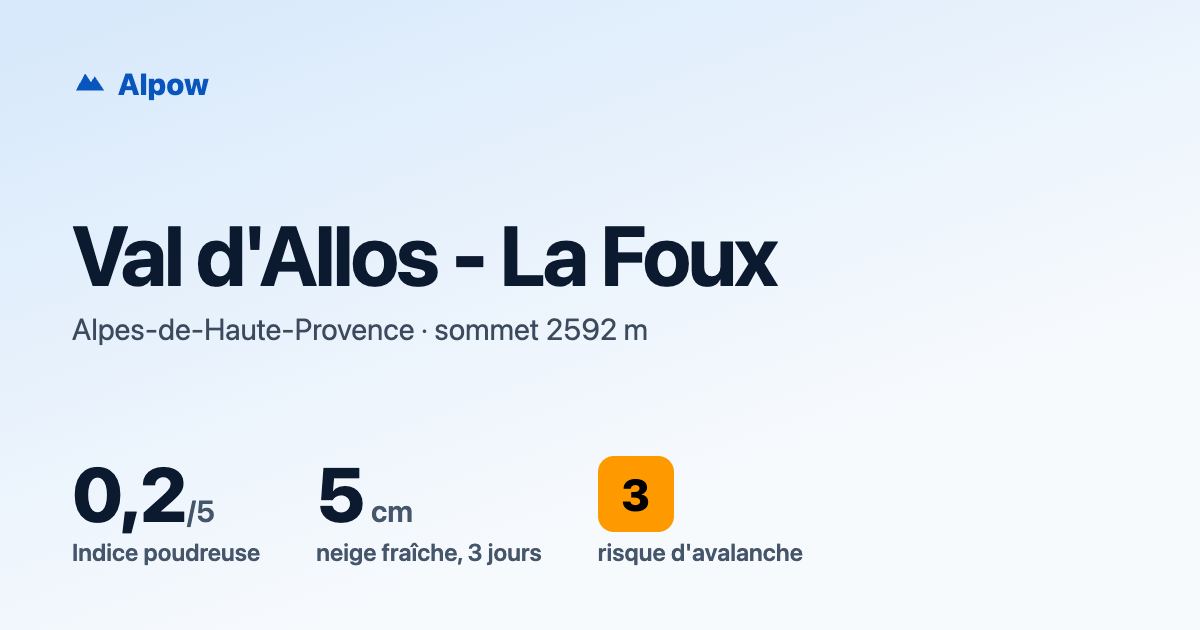 Alpow
Val d'Allos - La Foux
Alpes-de-Haute-Provence · sommet 2592 m
0,2/5
Indice poudreuse
5 cm
neige fraîche, 3 jours
3
risque d'avalanche